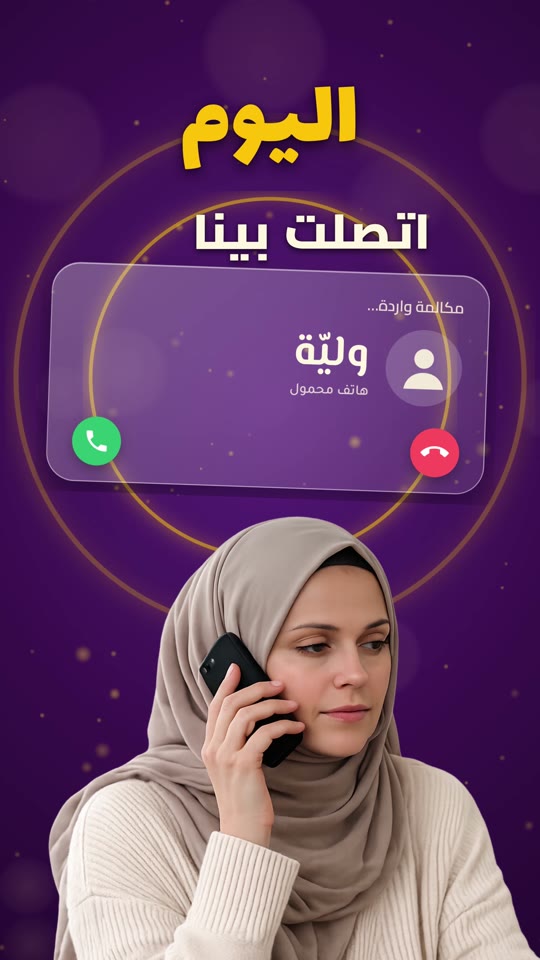 اليوم
اتصلت بينا
مكالمة واردة...
وليّة
هاتف محمول